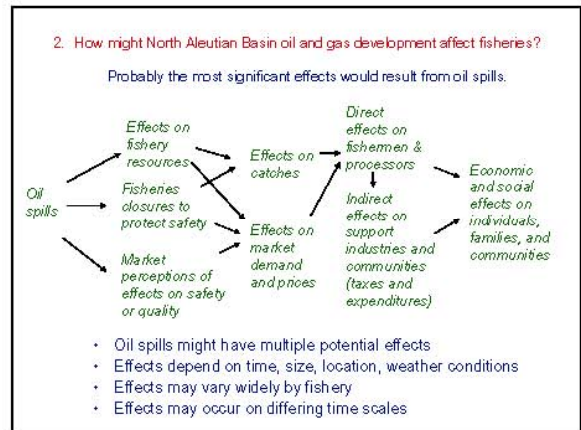 2. How might North Aleutian Basin oil and gas development affect fisheries?
Probably the most significant effects would result from oil spills.
Oil
spills
Effects on
fishery
resources
Fisheries
closures to
protect safety
Market
perceptions of
effects on safety
or quality
Effects on
catches
Effects on
market
demand
and prices
Direct
effects on
fishermen &
processors
Indirect
effects on
support
industries and
communities
(taxes and
expenditures)
Economic
and social
effects on
individuals,
families, and
communities
• Oil spills might have multiple potential effects
• Effects depend on time, size, location, weather conditions
• Effects may vary widely by fishery
• Effects may occur on differing time scales